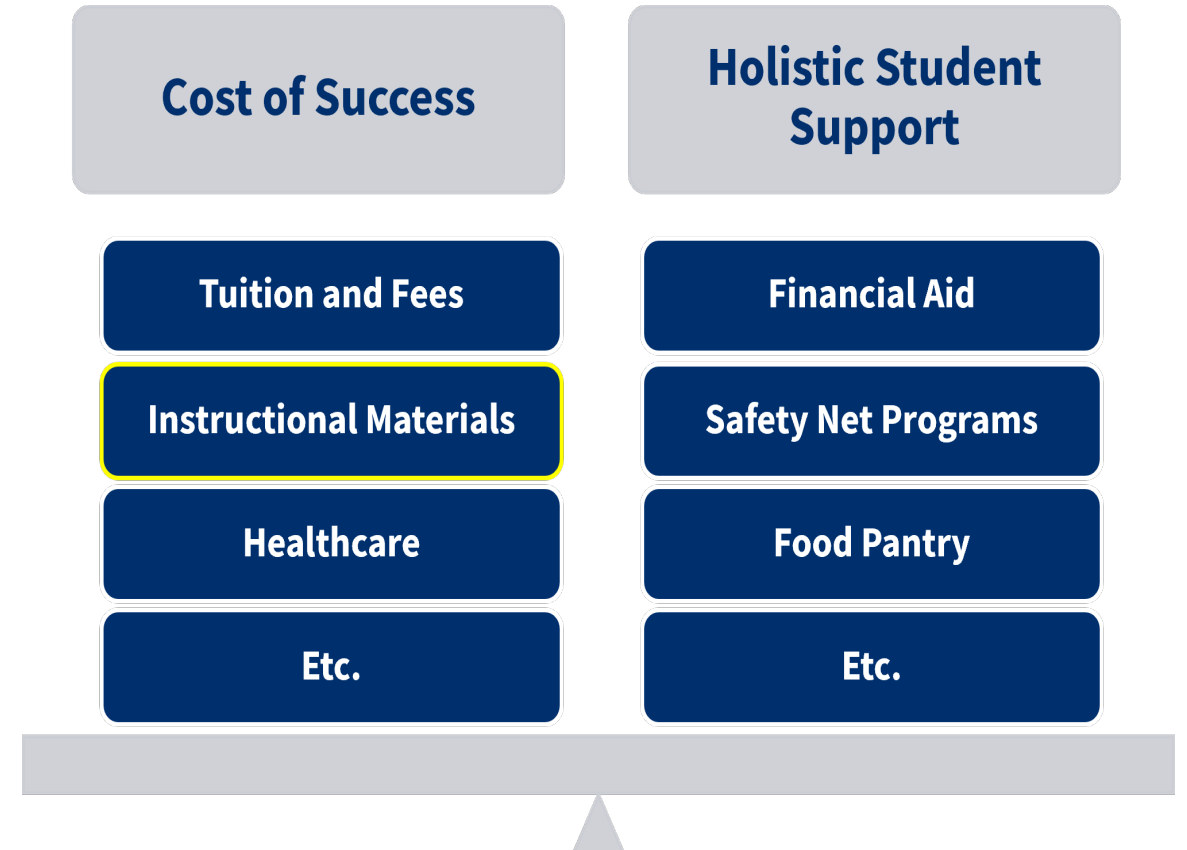 Cost of Success
Holistic Student
Support
Tuition and Fees
Instructional Materials
Healthcare
Etc.
Financial Aid
Safety Net Programs
Food Pantry
Etc.